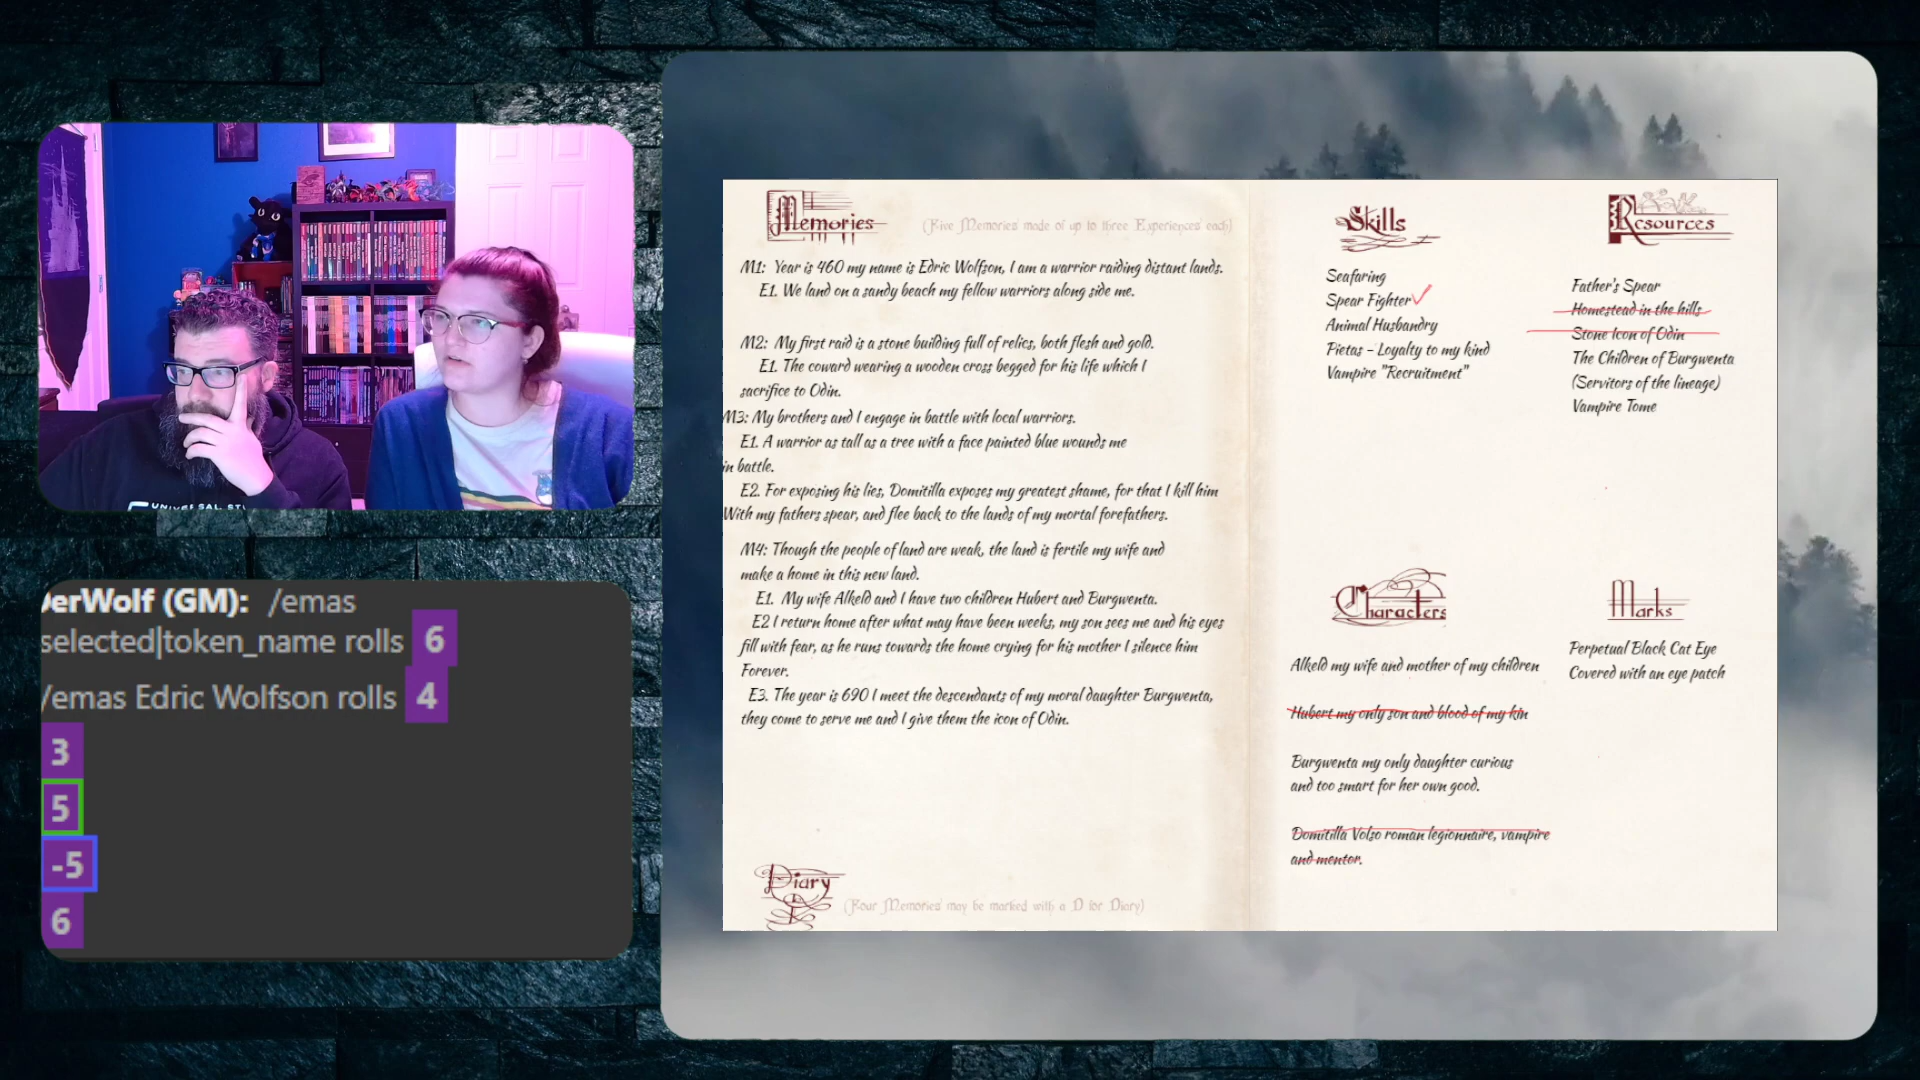 UNIVERSAL STU
DerWolf (GM): /emas
selected|token_name rolls 6
/emas Edric Wolfson rolls 4
3
5
-5
6
Memories
(Five Memories made of up to three Experiences each)
M1: Year is 460 my name is Edric Wolfson, I am a warrior raiding distant lands.
E1. We land on a sandy beach my fellow warriors along side me.
M2: My first raid is a stone building full of relics, both flesh and gold.
E1. The coward wearing a wooden cross begged for his life which I
sacrifice to Odin.
M3: My brothers and I engage in battle with local warriors.
E1. A warrior as tall as a tree with a face painted blue wounds me
in battle.
E2. For exposing his lies, Domitilla exposes my greatest shame, for that I kill him
With my fathers spear, and flee back to the lands of my mortal forefathers.
M4: Though the people of land are weak, the land is fertile my wife and
make a home in this new land.
E1. My wife Alkeld and I have two children Hubert and Burgwenta.
E2 I return home after what may have been weeks, my son sees me and his eyes
fill with fear, as he runs towards the home crying for his mother I silence him
Forever.
E3. The year is 690 I meet the descendants of my moral daughter Burgwenta,
they come to serve me and I give them the icon of Odin.
Diary
(Four Memories may be marked with a D for Diary)
Skills
Seafaring
Spear Fighter
Animal Husbandry
Pietas - Loyalty to my kind
Vampire "Recruitment"
Resources
Father's Spear
Homestead in the hills
Stone Icon of Odin
The Children of Burgwenta
(Servitors of the lineage)
Vampire Tome
Characters
Alkeld my wife and mother of my children
Hubert my only son and blood of my kin
Burgwenta my only daughter curious
and too smart for her own good.
Domitilla Volso roman legionnaire, vampire
and mentor.
Marks
Perpetual Black Cat Eye
Covered with an eye patch